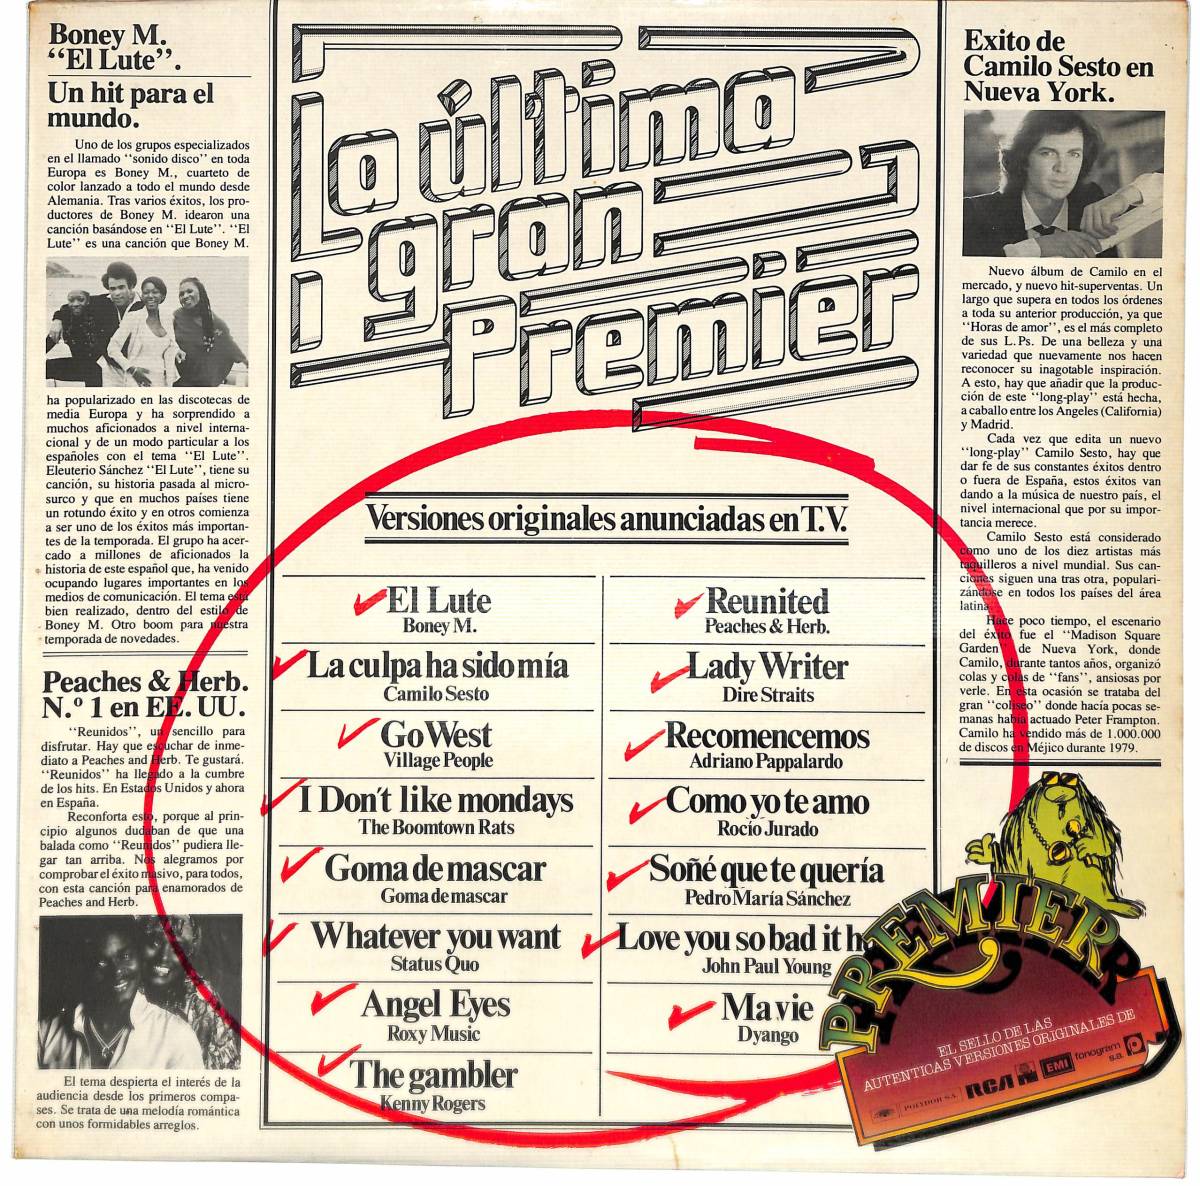 Boney M.
“El Lute”.
Un hit para el
mundo.
Uno de los grupos especializados
en el llamado “sonido disco” en toda
Europa es Boney M., cuarteto de
color lanzado a todo el mundo desde
Alemania. Tras varios éxitos, los pro-
ductores de Boney M. idearon una
canción basándose en “El Lute”. “El
Lute” es una canción que Boney M.
ha popularizado en las discotecas de
media Europa y ha sorprendido a
muchos aficionados a nivel interna-
cional y de un modo particular a los
españoles con el tema “El Lute”.
Eleuterio Sánchez “El Lute”, tiene su
canción, su historia pasada al micro-
surco y que en muchos países tiene
un rotundo éxito y en otros comienza
a ser uno de los éxitos más importan-
tes de la temporada. El grupo ha acer-
cado a millones de aficionados la
historia de este español que, ha venido
ocupando lugares importantes en los
medios de comunicación. El tema está
bien realizado, dentro del estilo de
Boney M. Otro boom para nuestra
temporada de novedades.
Peaches & Herb.
N.º 1 en EE. UU.
“Reunidos”, un sencillo para
disfrutar. Hay que escuchar de inme-
diato a Peaches and Herb. Te gustará.
“Reunidos” ha llegado a la cumbre
de los hits. En Estados Unidos y ahora
en España.
Reconforta esto, porque al prin-
cipio algunos dudaban de que una
balada como “Reunidos” pudiera lle-
gar tan arriba. Nos alegramos por
comprobar el éxito masivo, para todos,
con esta canción para enamorados de
Peaches and Herb.
El tema despierta el interés de la
audiencia desde los primeros compa-
ses. Se trata de una melodía romántica
con unos formidables arreglos.
La última
gran
Premier
Versiones originales anunciadas en T.V.
El Lute
Boney M.
La culpa ha sido mía
Camilo Sesto
Go West
Village People
I Don't like mondays
The Boomtown Rats
Goma de mascar
Goma de mascar
Whatever you want
Status Quo
Angel Eyes
Roxy Music
The gambler
Kenny Rogers
Reunited
Peaches & Herb.
Lady Writer
Dire Straits
Recomencemos
Adriano Pappalardo
Como yo te amo
Rocío Jurado
Soñé que te quería
Pedro María Sánchez
Love you so bad it h
John Paul Young
Ma vie
Dyango
Exito de
Camilo Sesto en
Nueva York.
Nuevo álbum de Camilo en el
mercado, y nuevo hit-superventas. Un
largo que supera en todos los órdenes
a toda su anterior producción, ya que
“Horas de amor”, es el más completo
de sus L.Ps. De una belleza y una
variedad que nuevamente nos hacen
reconocer su inagotable inspiración.
A esto, hay que añadir que la produc-
ción de este “long-play” está hecha,
a caballo entre los Angeles (California)
y Madrid.
Cada vez que edita un nuevo
“long-play” Camilo Sesto, hay que
dar fe de sus constantes éxitos dentro
o fuera de España, estos éxitos van
dando a la música de nuestro país, el
nivel internacional que por su impor-
tancia merece.
Camilo Sesto está considerado
como uno de los diez artistas más
taquilleros a nivel mundial. Sus can-
ciones siguen una tras otra, populari-
zándose en todos los países del área
latina.
Hace poco tiempo, el escenario
del éxito fue el “Madison Square
Garden” de Nueva York, donde
Camilo, durante tantos años, organizó
colas y colas de “fans”, ansiosas por
verle. En esta ocasión se trataba del
gran “coliseo” donde hacía pocas se-
manas había actuado Peter Frampton.
Camilo ha vendido más de 1.000.000
de discos en Méjico durante 1979.
PREMIER
EL SELLO DE LAS
AUTENTICAS VERSIONES ORIGINALES DE
POLYDOR S.A. RCA EMI fonogram s.a.